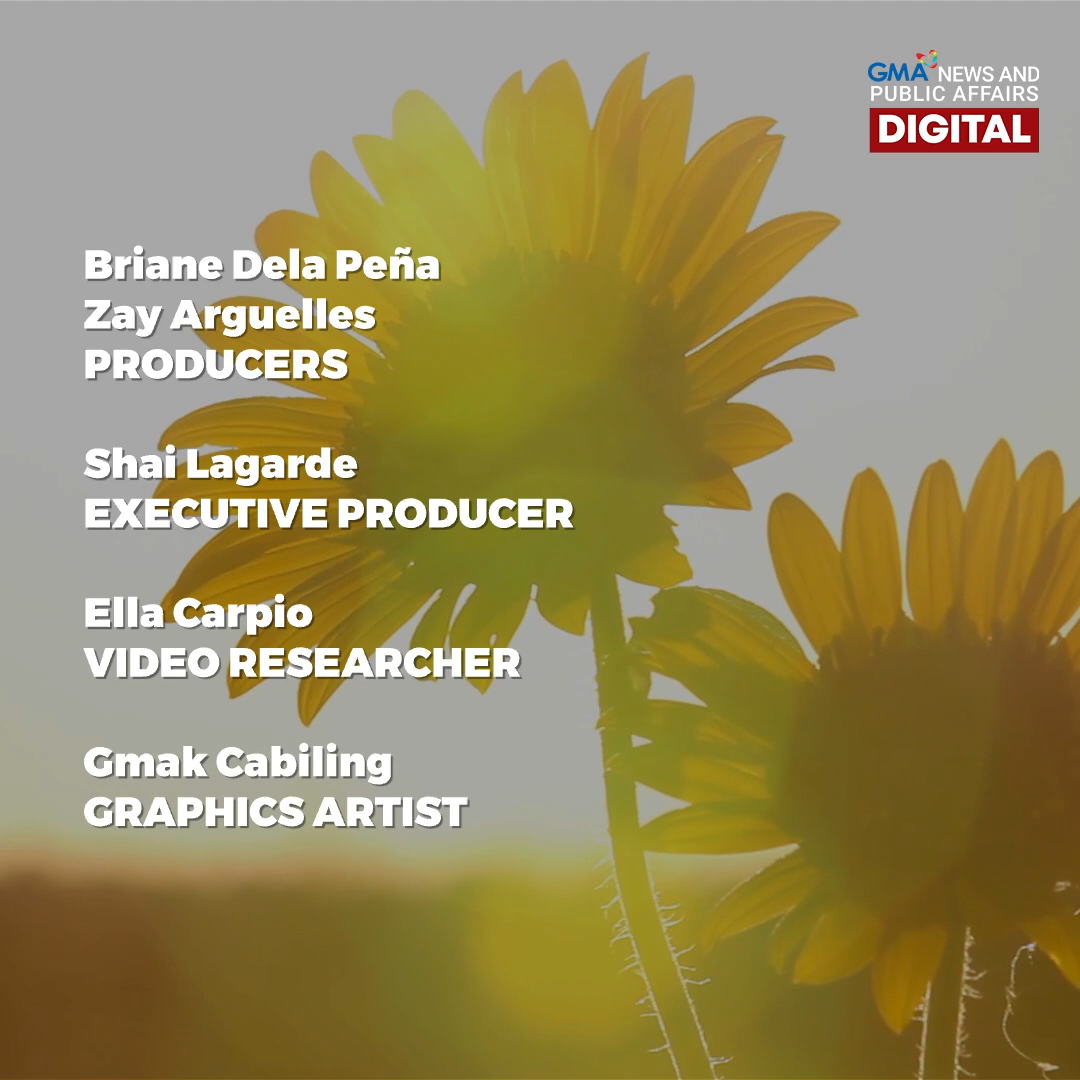 GMA NEWS AND
PUBLIC AFFAIRS
DIGITAL
Briane Dela Peña
Zay Arguelles
PRODUCERS
Shai Lagarde
EXECUTIVE PRODUCER
Ella Carpio
VIDEO RESEARCHER
Gmak Cabiling
GRAPHICS ARTIST